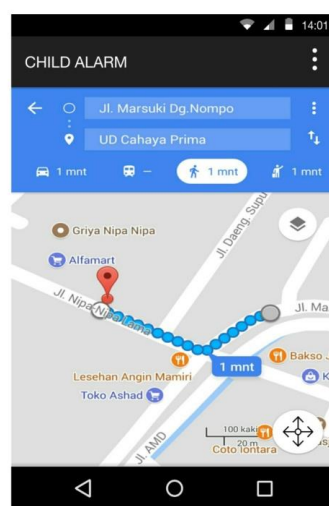 14:01
CHILD ALARM
Jl. Marsuki Dg.Nompo
UD Cahaya Prima
1 mnt
–
1 mnt
1 mnt
Griya Nipa Nipa
Jl. Daeng. Supu
Alfamart
Jl. Nipa-Nipa Lama
Jl. Ma
1 mnt
Bakso J
Lesehan Angin Mamiri
K
Toko Ashad
100 kaki
20 m
Jl. AMD
Coto lontara